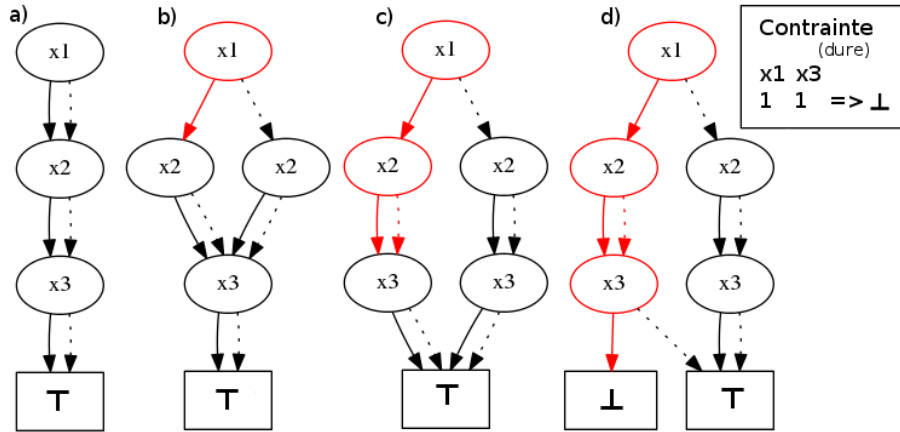 a) b) c) d)
Contrainte
(dure)
x1 x3
1 1 => ⊥
x1 x1 x1 x1
x2 x2 x2 x2 x2 x2 x2
x3 x3 x3 x3 x3 x3
⊤ ⊤ ⊤ ⊥ ⊤